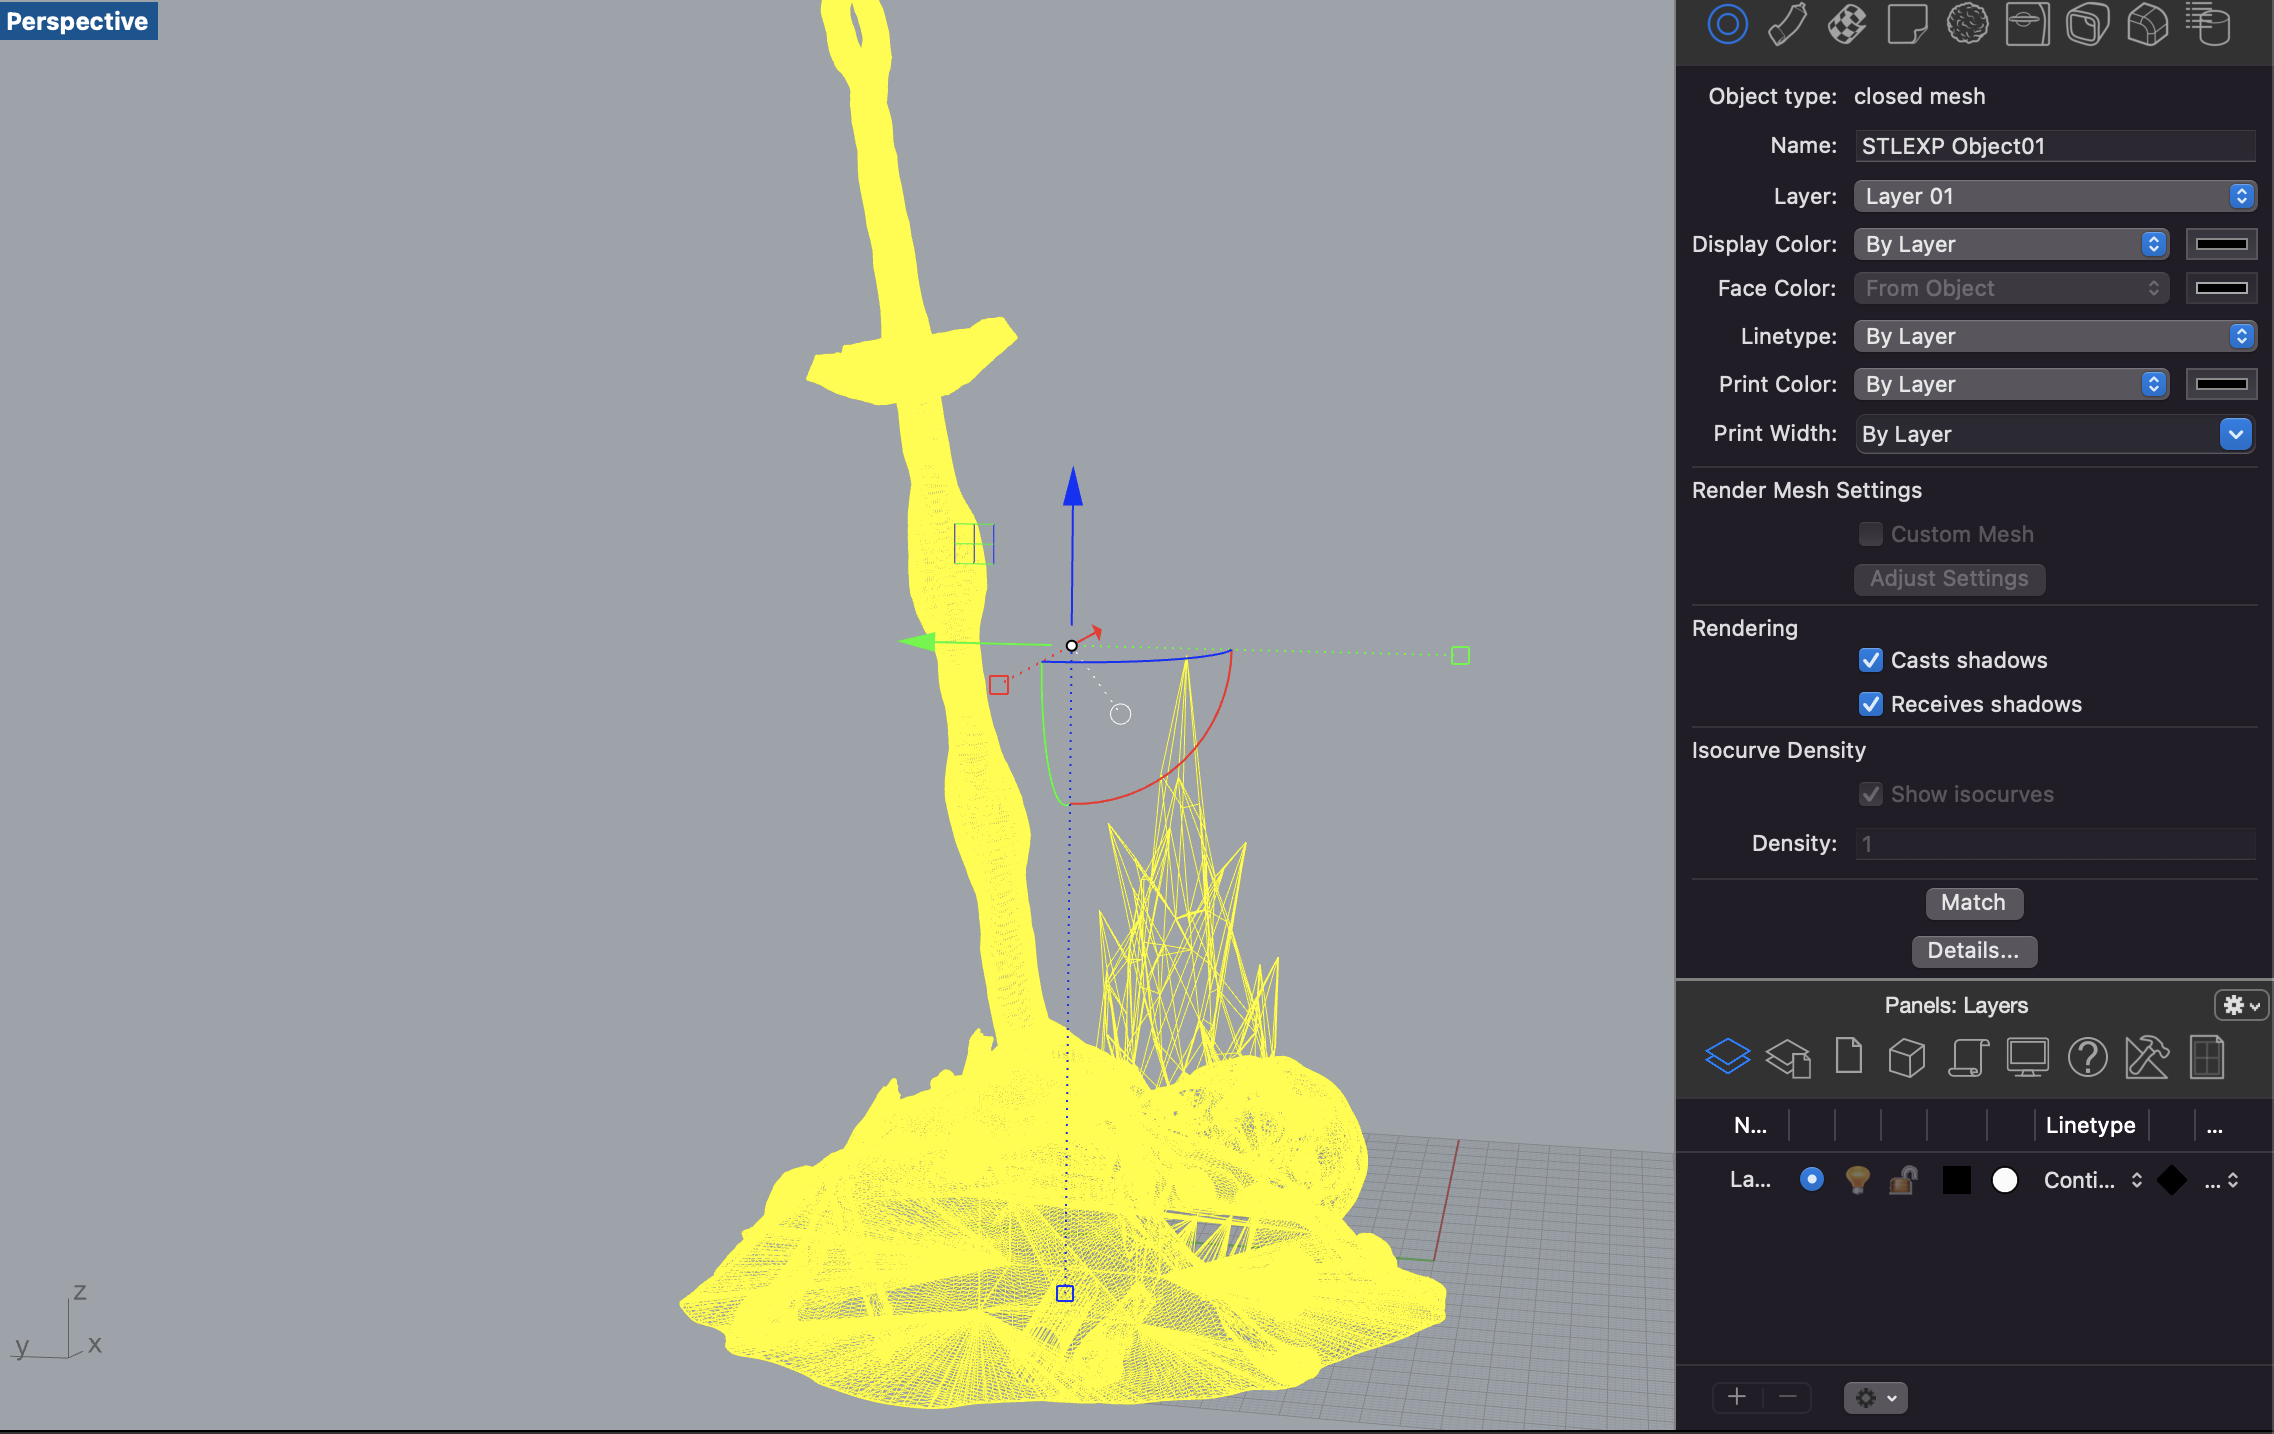 Perspective
z
y x
Object type: closed mesh
Name: STLEXP Object01
Layer: Layer 01
Display Color: By Layer
Face Color: From Object
Linetype: By Layer
Print Color: By Layer
Print Width: By Layer
Render Mesh Settings
Custom Mesh
Adjust Settings
Rendering
Casts shadows
Receives shadows
Isocurve Density
Show isocurves
Density: 1
Match
Details...
Panels: Layers
N... Linetype ...
La... Conti... ...